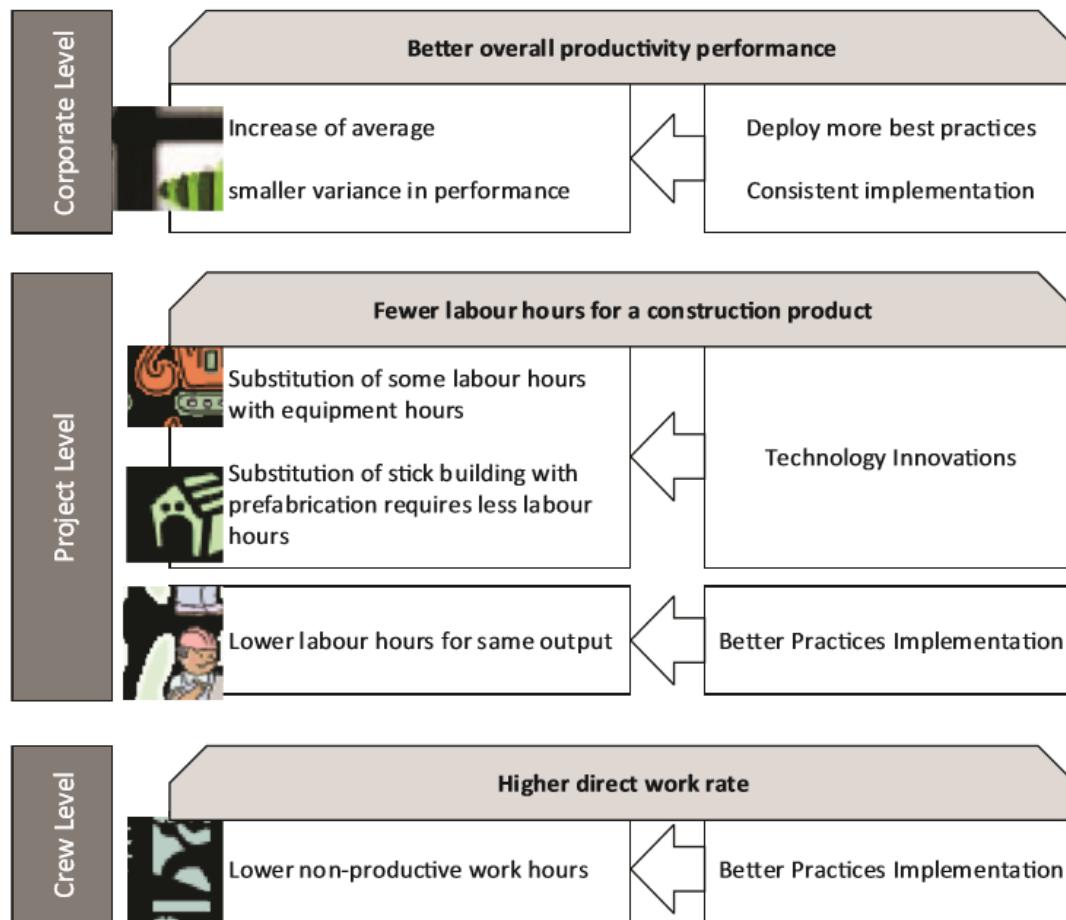 Corporate Level
Better overall productivity performance
Increase of average
smaller variance in performance
Deploy more best practices
Consistent implementation
Project Level
Fewer labour hours for a construction product
Substitution of some labour hours
with equipment hours
Substitution of stick building with
prefabrication requires less labour
hours
Technology Innovations
Lower labour hours for same output
Better Practices Implementation
Crew Level
Higher direct work rate
Lower non-productive work hours
Better Practices Implementation